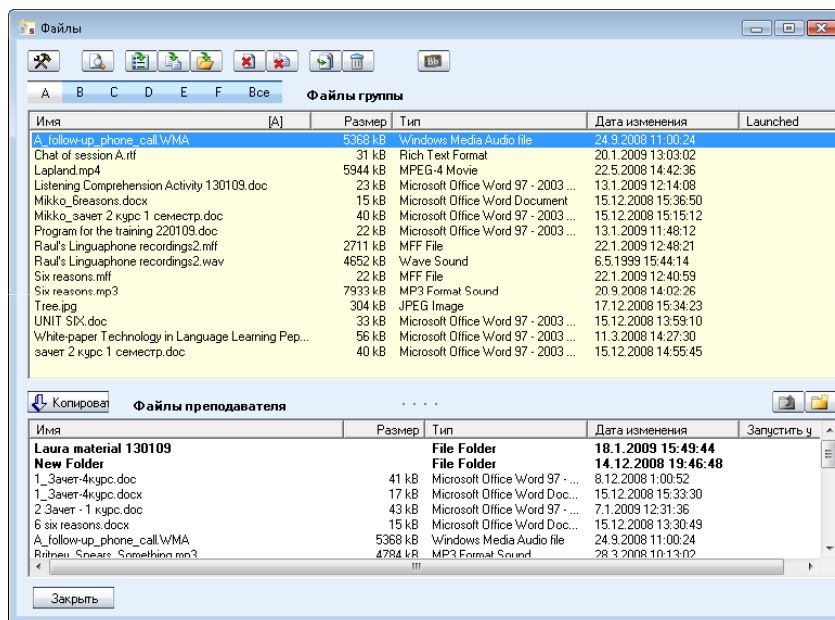 Файлы
Bb
A B C D E F Все Файлы группы
Имя [A] Размер Тип Дата изменения Launched
A_follow-up_phone_call.WMA 5368 kB Windows Media Audio file 24.9.2008 11:00:24
Chat of session A.rtf 31 kB Rich Text Format 20.1.2009 13:03:02
Lapland.mp4 5944 kB MPEG-4 Movie 22.5.2008 14:42:36
Listening Comprehension Activity 130109.doc 23 kB Microsoft Office Word 97 - 2003 ... 13.1.2009 12:14:08
Mikko_6reasons.docx 15 kB Microsoft Office Word Document 15.12.2008 15:36:50
Mikko_зачет 2 курс 1 семестр.doc 40 kB Microsoft Office Word 97 - 2003 ... 15.12.2008 15:15:12
Program for the training 220109.doc 22 kB Microsoft Office Word 97 - 2003 ... 13.1.2009 11:48:12
Raul's Linguaphone recordings2.mff 2711 kB MFF File 22.1.2009 12:48:21
Raul's Linguaphone recordings2.wav 4652 kB Wave Sound 6.5.1999 15:44:14
Six reasons.mff 22 kB MFF File 22.1.2009 12:40:59
Six reasons.mp3 7933 kB MP3 Format Sound 20.9.2008 14:02:26
Tree.jpg 304 kB JPEG Image 17.12.2008 15:34:23
UNIT SIX.doc 33 kB Microsoft Office Word 97 - 2003 ... 15.12.2008 13:59:10
White-paper Technology in Language Learning Pep... 56 kB Microsoft Office Word 97 - 2003 ... 11.3.2008 14:27:30
зачет 2 курс 1 семестр.doc 40 kB Microsoft Office Word 97 - 2003 ... 15.12.2008 14:55:45
Копироват Файлы преподавателя
Имя Размер Тип Дата изменения Запустить у
Laura material 130109 File Folder 18.1.2009 15:49:44
New Folder File Folder 14.12.2008 19:46:48
1_Зачет-4курс.doc 41 kB Microsoft Office Word 97 - ... 8.12.2008 1:00:52
1_Зачет-4курс.docx 17 kB Microsoft Office Word Doc... 15.12.2008 15:33:30
2 Зачет - 1 курс.doc 43 kB Microsoft Office Word 97 - ... 7.1.2009 12:31:36
6 six reasons.docx 15 kB Microsoft Office Word Doc... 15.12.2008 13:30:49
A_follow-up_phone_call.WMA 5368 kB Windows Media Audio file 24.9.2008 11:00:24
Britney_Spears_Something.mp3 4784 kB MP3 Format Sound 28.3.2008 10:13:02
Закрыть